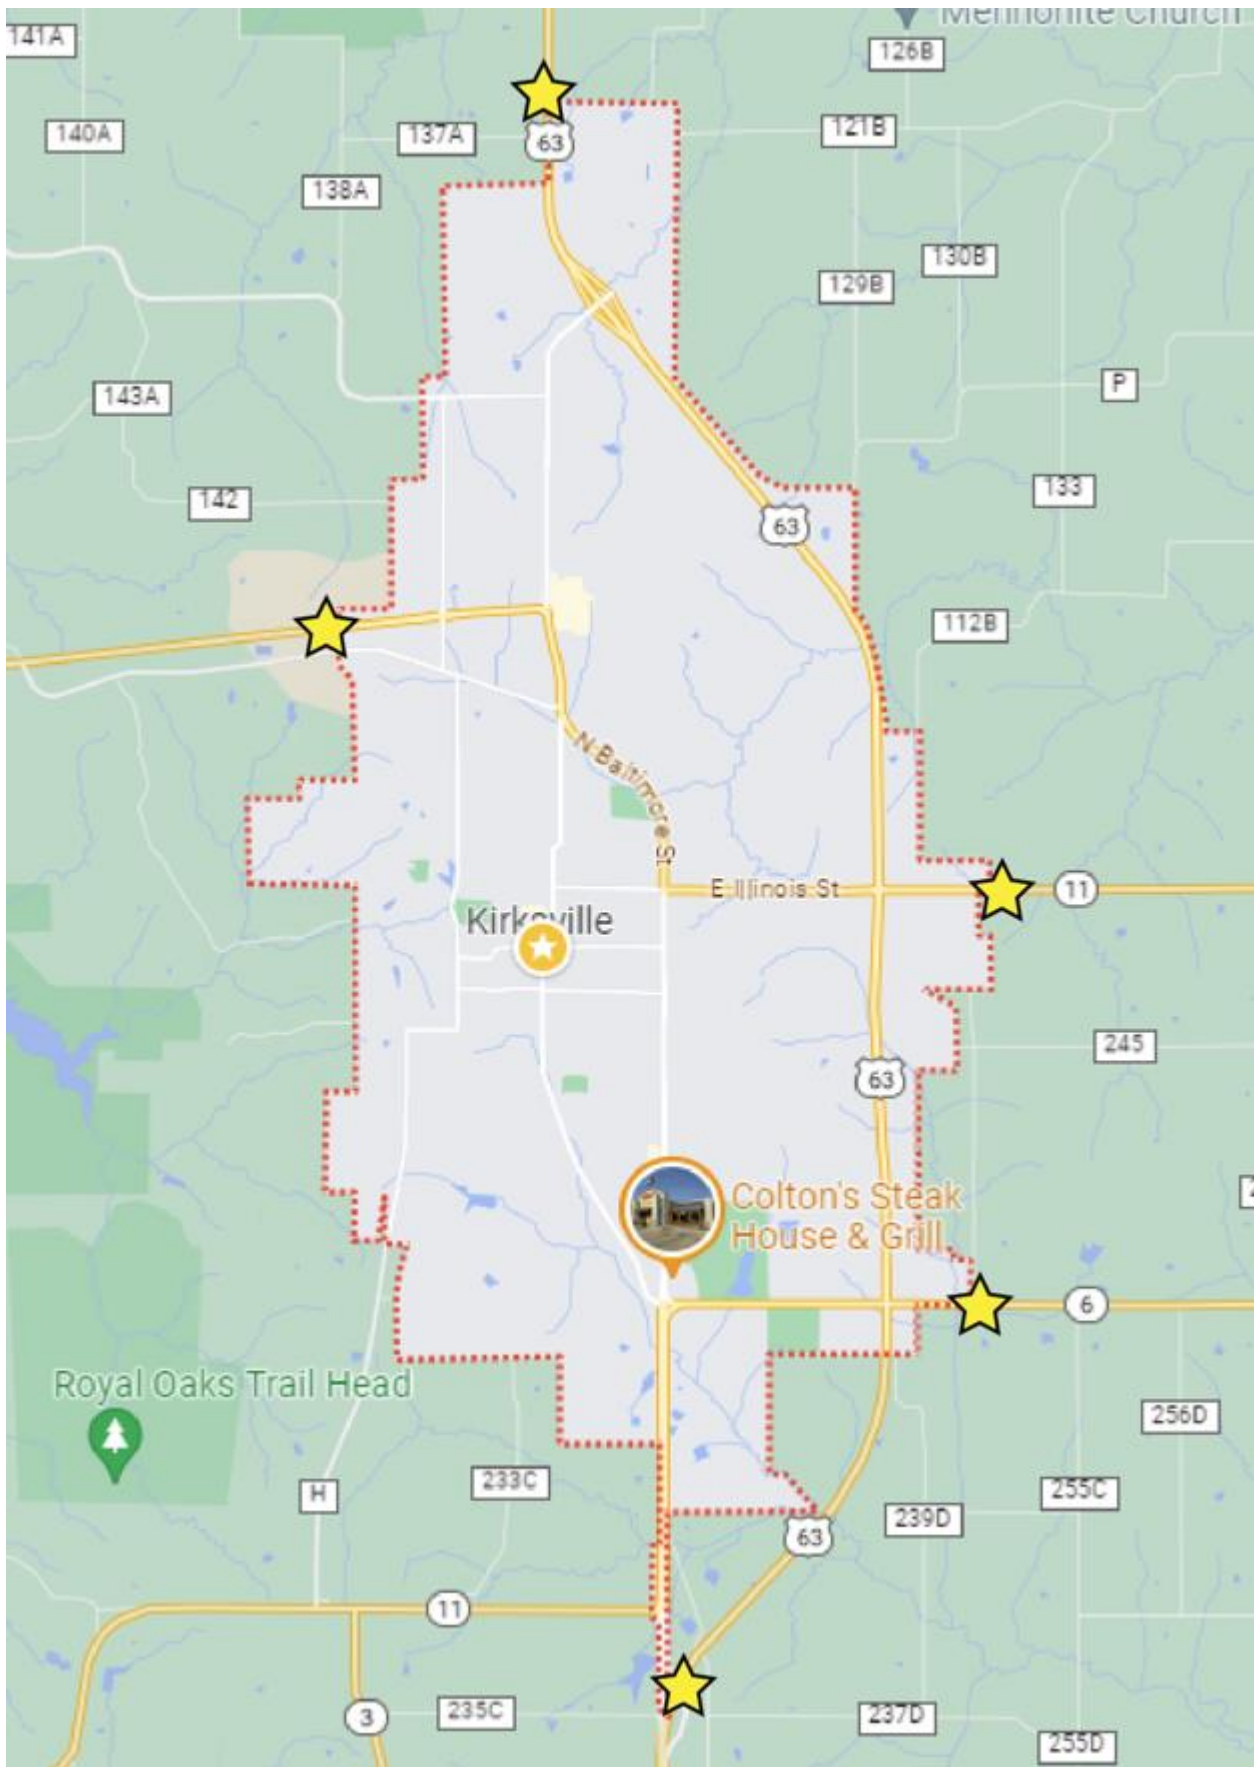 Mennonite Church
141A
126B
140A
137A
63
121B
138A
130B
129B
143A
P
142
133
63
112B
N Baltimore St
E Illinois St
11
Kirksville
245
63
Colton's Steak
House & Grill
6
Royal Oaks Trail Head
256D
233C
H
255C
239D
63
11
235C
3
237D
255D